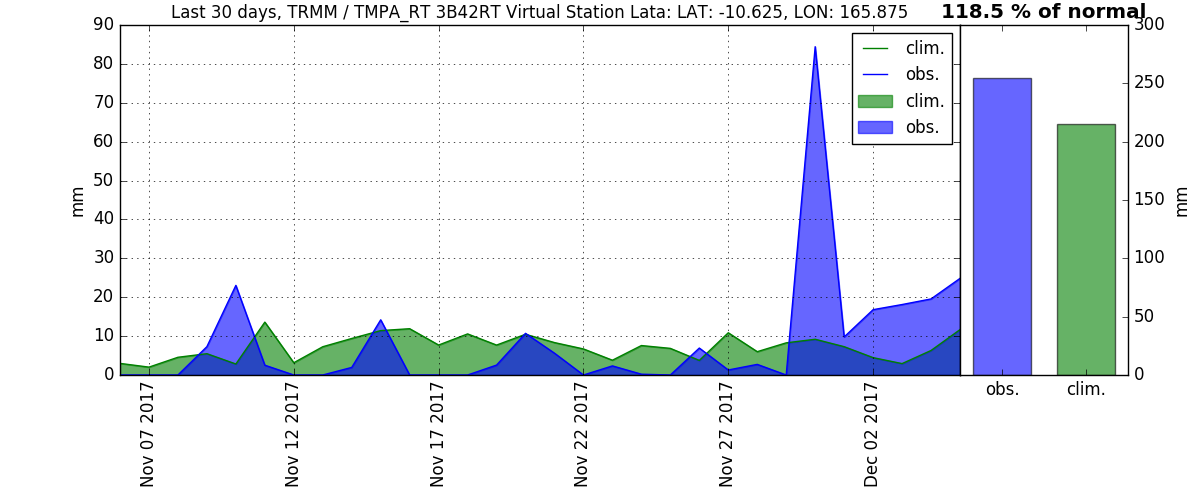 Last 30 days, TRMM / TMPA_RT 3B42RT Virtual Station Lata: LAT: -10.625, LON: 165.875
118.5 % of normal
90
80
70
60
50
40
30
20
10
0
mm
clim.
obs.
clim.
obs.
Nov 07 2017
Nov 12 2017
Nov 17 2017
Nov 22 2017
Nov 27 2017
Dec 02 2017
300
250
200
150
100
50
0
mm
obs.
clim.